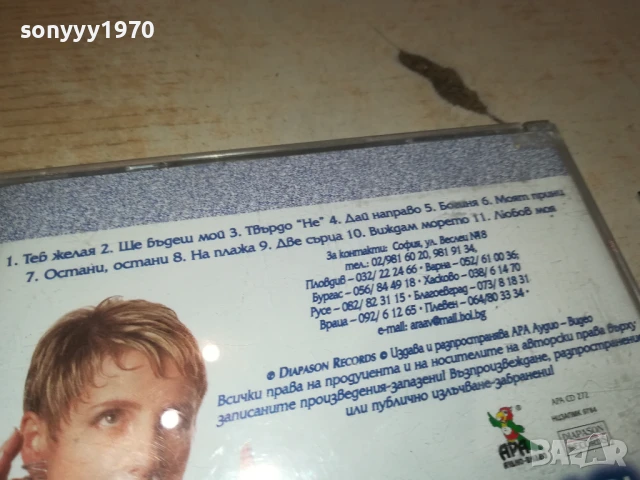 sonyyy1970
1. Теб желая 2. Ще бъдеш мой 3. Твърдо "Не" 4. Дай направо 5. Богиня 6. Моят принц
7. Остани, остани 8. На плажа 9. Две сърца 10. Виждам морето 11. Любов моя
За контакти: София, ул. Веслец №8
тел.: 02/981 60 20, 981 91 34,
Пловдив – 032/ 22 24 66 • Варна – 052/ 61 00 36;
Бургас – 056/ 84 49 18 • Хасково – 038/ 6 14 70
Русе – 082/ 82 31 15 • Благоевград – 073/ 8 18 31
Враца – 092/ 6 12 65 • Плевен – 064/80 33 34
e-mail: araav@mail.bol.bg
℗ Diapason Records © Издава и разпространява АРА Аудио – Видео
Всички права на продуцента и на носителите на авторски права върху
записаните произведения-запазени! Възпроизвеждане, разпространение
или публично излъчване-забранени!
APA CD 272
НЦЗПАВК 0784
АРА
DIAPASON
RECORDS
bazar